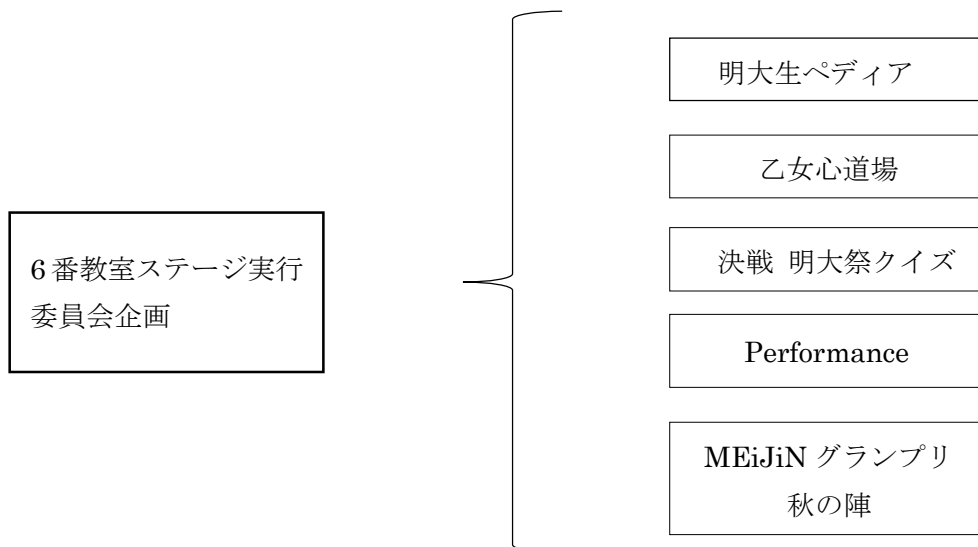 6 番教室ステージ実行
委員会企画
明大生ペディア
乙女心道場
決戦 明大祭クイズ
Performance
MEiJiN グランプリ
秋の陣